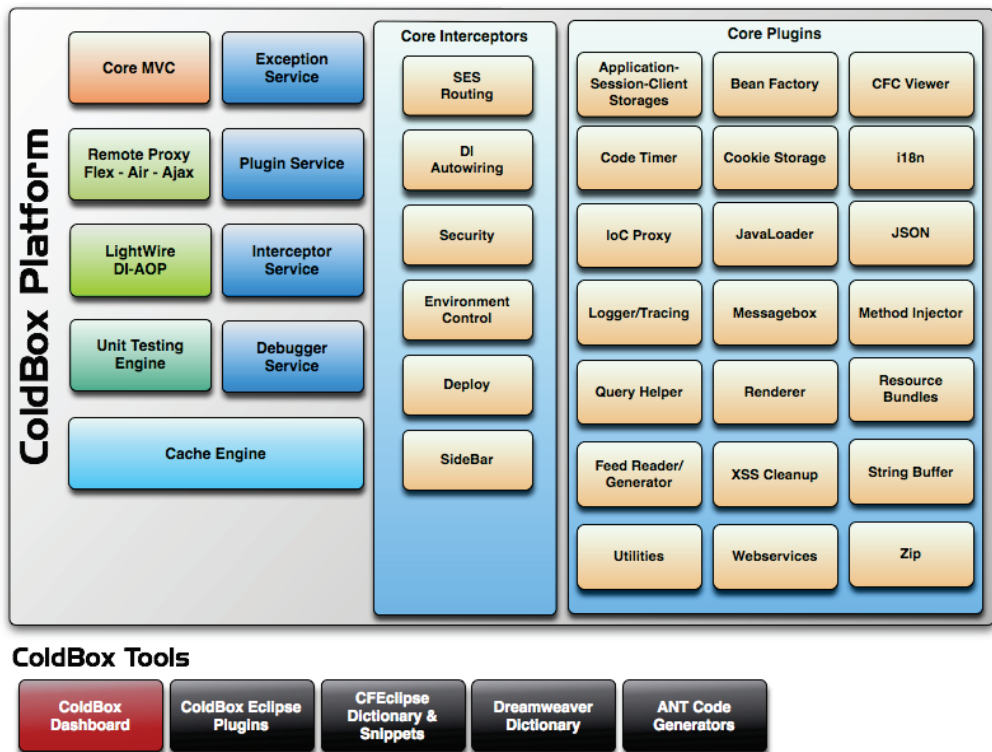 ColdBox Platform
Core MVC
Exception
Service
Remote Proxy
Flex - Air - Ajax
Plugin Service
LightWire
DI-AOP
Interceptor
Service
Unit Testing
Engine
Debugger
Service
Cache Engine
Core Interceptors
SES
Routing
DI
Autowiring
Security
Environment
Control
Deploy
SideBar
Core Plugins
Application-
Session-Client
Storages
Bean Factory
CFC Viewer
Code Timer
Cookie Storage
i18n
IoC Proxy
JavaLoader
JSON
Logger/Tracing
Messagebox
Method Injector
Query Helper
Renderer
Resource
Bundles
Feed Reader/
Generator
XSS Cleanup
String Buffer
Utilities
Webservices
Zip
ColdBox Tools
ColdBox
Dashboard
ColdBox Eclipse
Plugins
CFEclipse
Dictionary &
Snippets
Dreamweaver
Dictionary
ANT Code
Generators